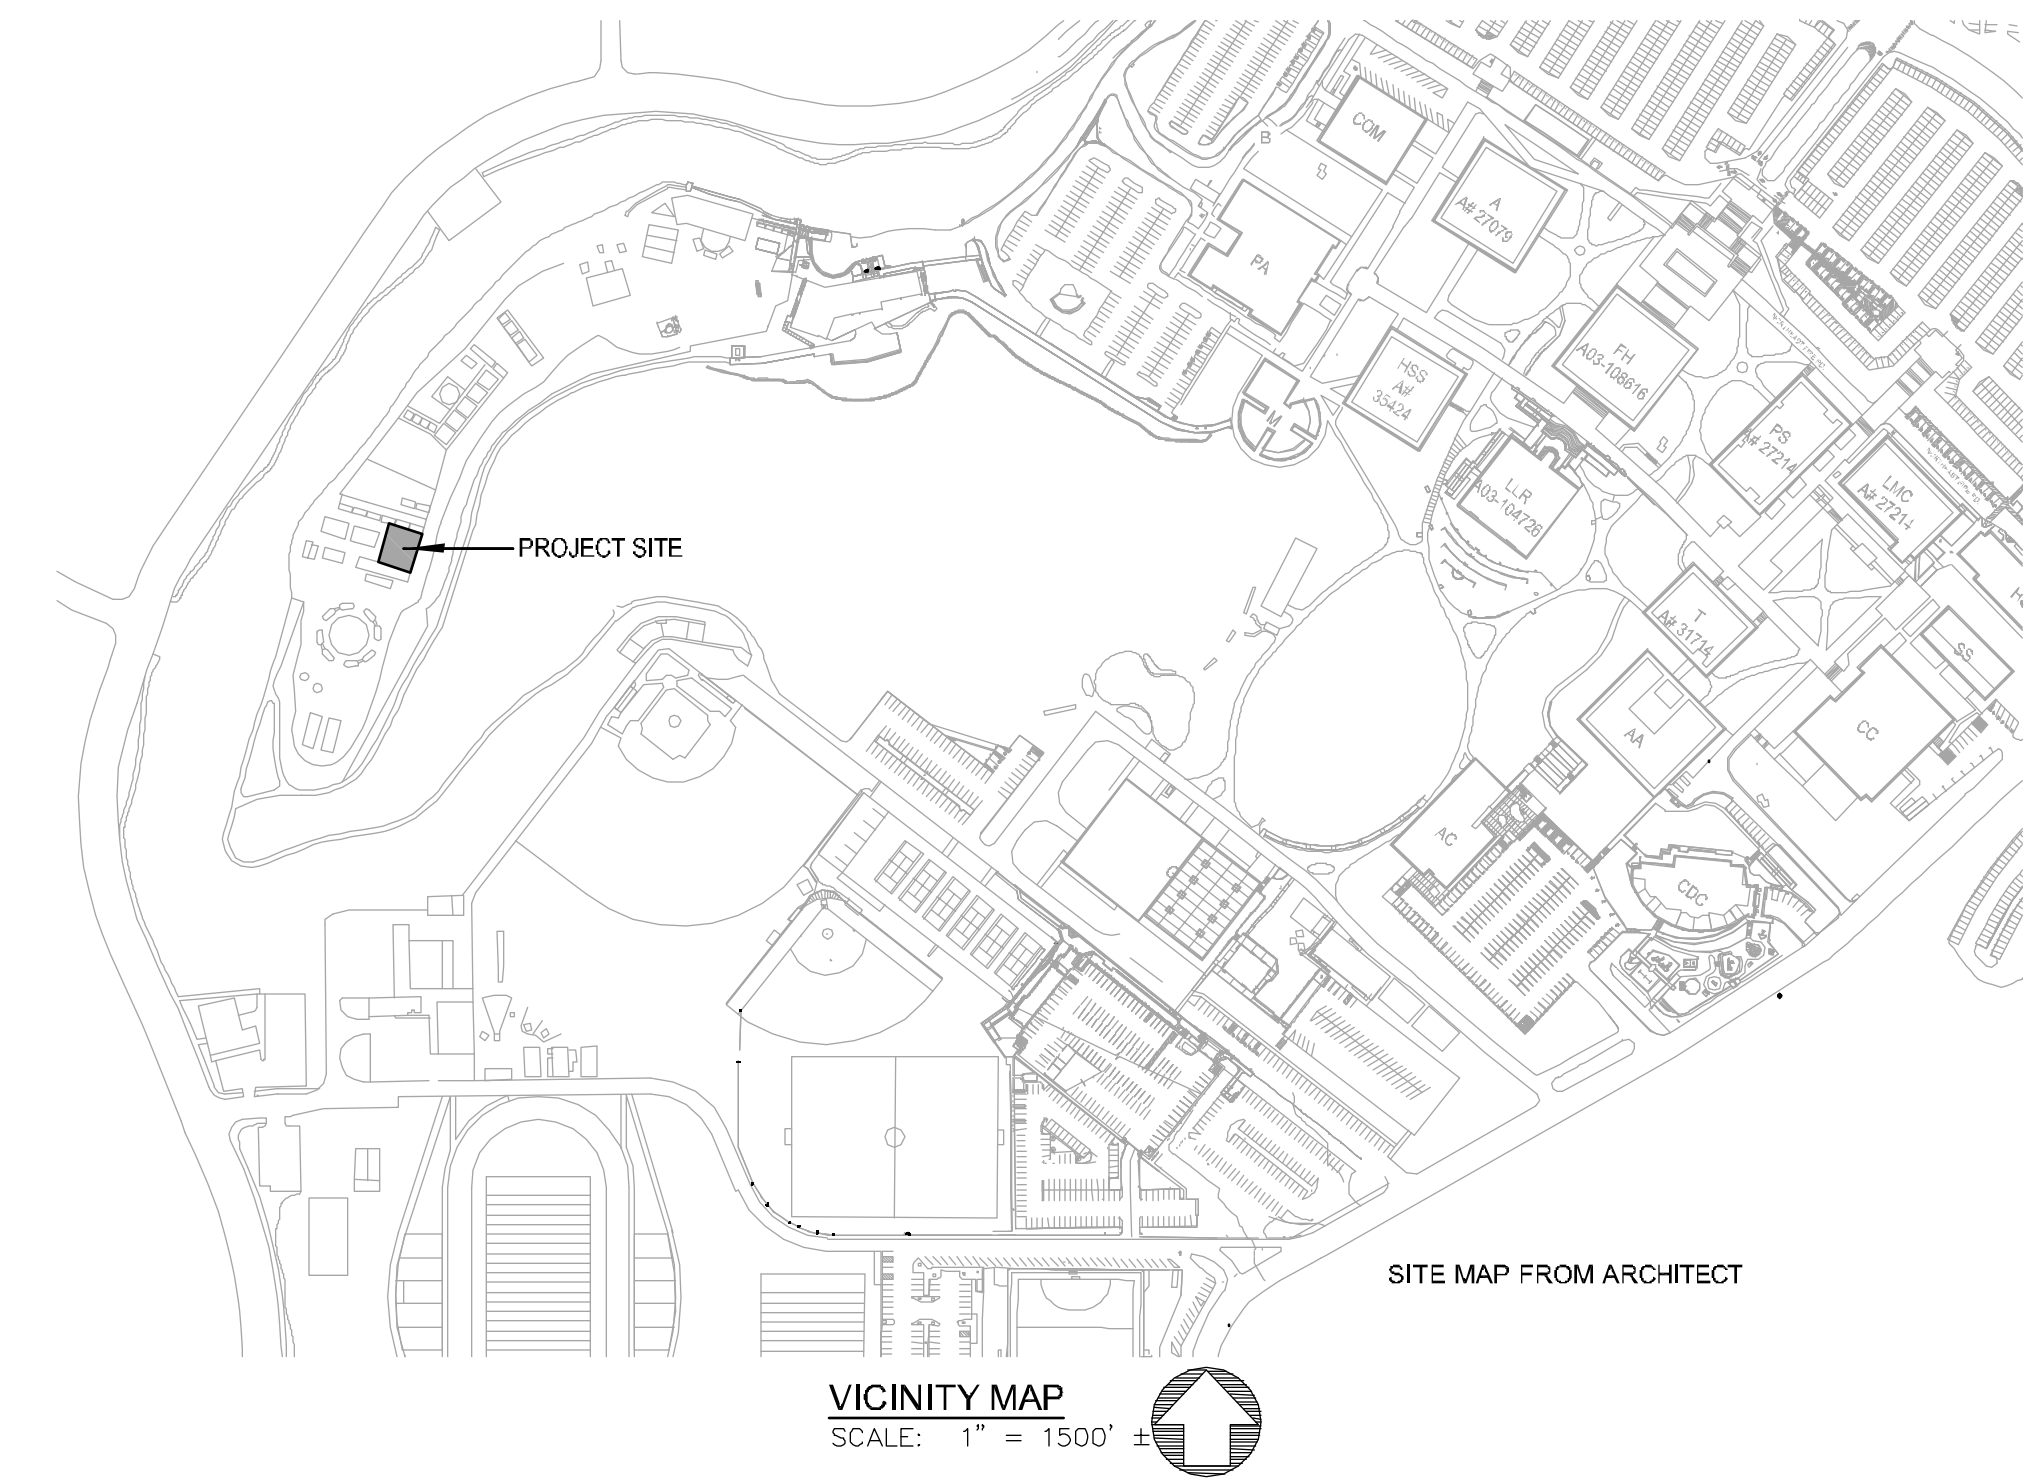 COM
B
A
A# 27079
PA
FH
A03-108616
HSS
A#
35424
M
PS
A# 27214
LLR
A03-104726
LMC
A# 27214
PROJECT SITE
T
A# 31714
SS
AA
CC
AC
CDC
SITE MAP FROM ARCHITECT
VICINITY MAP
SCALE: 1" = 1500' ±